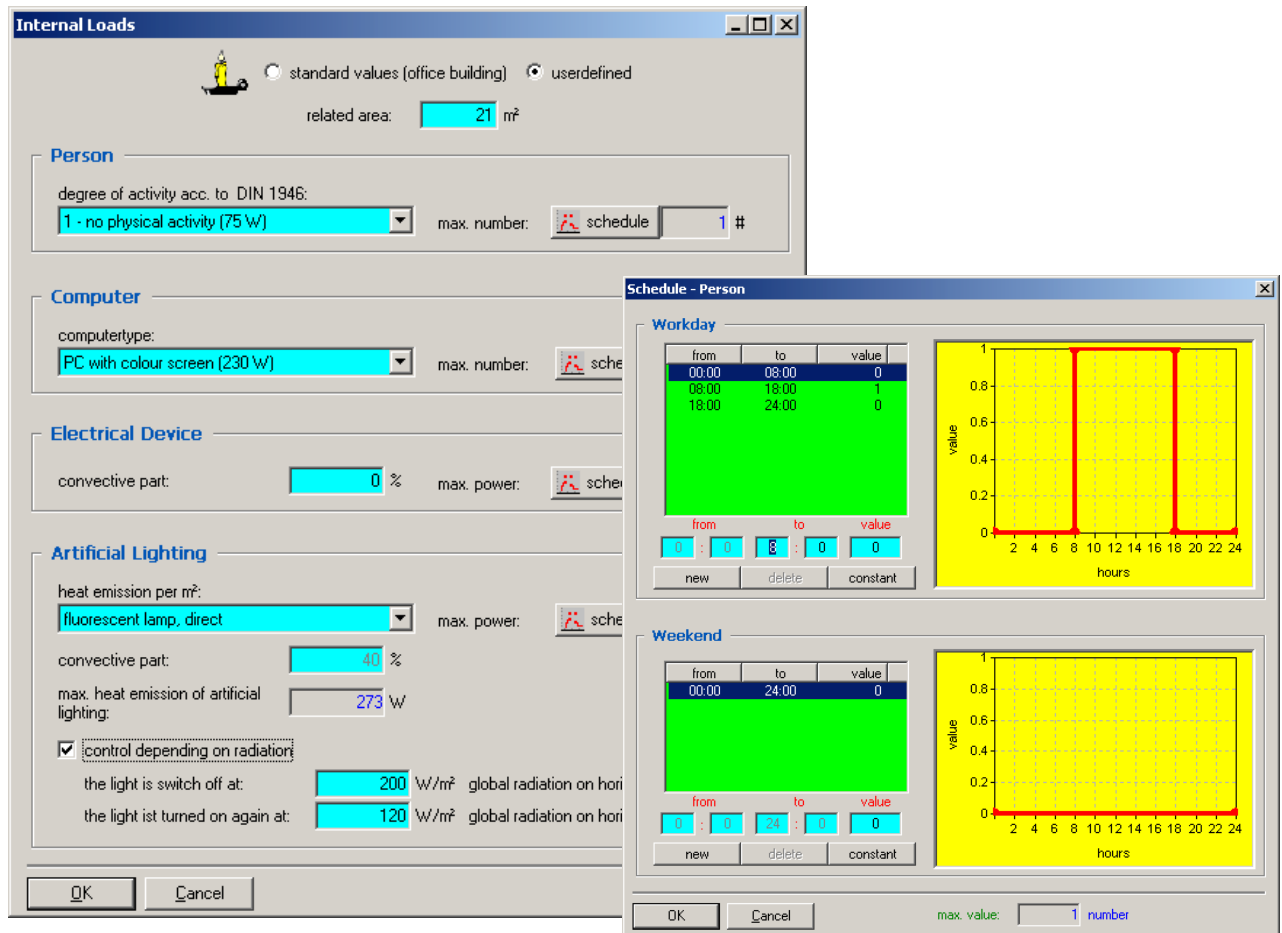 Internal Loads
standard values (office building) userdefined
related area: 21 m²
Person
degree of activity acc. to DIN 1946:
1 - no physical activity (75 W) max. number: schedule 1 #
Computer
computertype:
PC with colour screen (230 W) max. number: sche
Electrical Device
convective part: 0 % max. power: sche
Artificial Lighting
heat emission per m²:
fluorescent lamp, direct max. power: sche
convective part: 40 %
max. heat emission of artificial
lighting: 273 W
control depending on radiation
the light is switch off at: 200 W/m² global radiation on hori
the light ist turned on again at: 120 W/m² global radiation on hori
OK Cancel
Schedule - Person
Workday
from to value
00:00 08:00 0
08:00 18:00 1
18:00 24:00 0
from to value
0 : 0 8 : 0 0
new delete constant
1
0.8
0.6
0.4
0.2
0
value
2 4 6 8 10 12 14 16 18 20 22 24
hours
Weekend
from to value
00:00 24:00 0
from to value
0 : 0 24 : 0 0
new delete constant
1
0.8
0.6
0.4
0.2
0
value
2 4 6 8 10 12 14 16 18 20 22 24
hours
OK Cancel max. value: 1 number